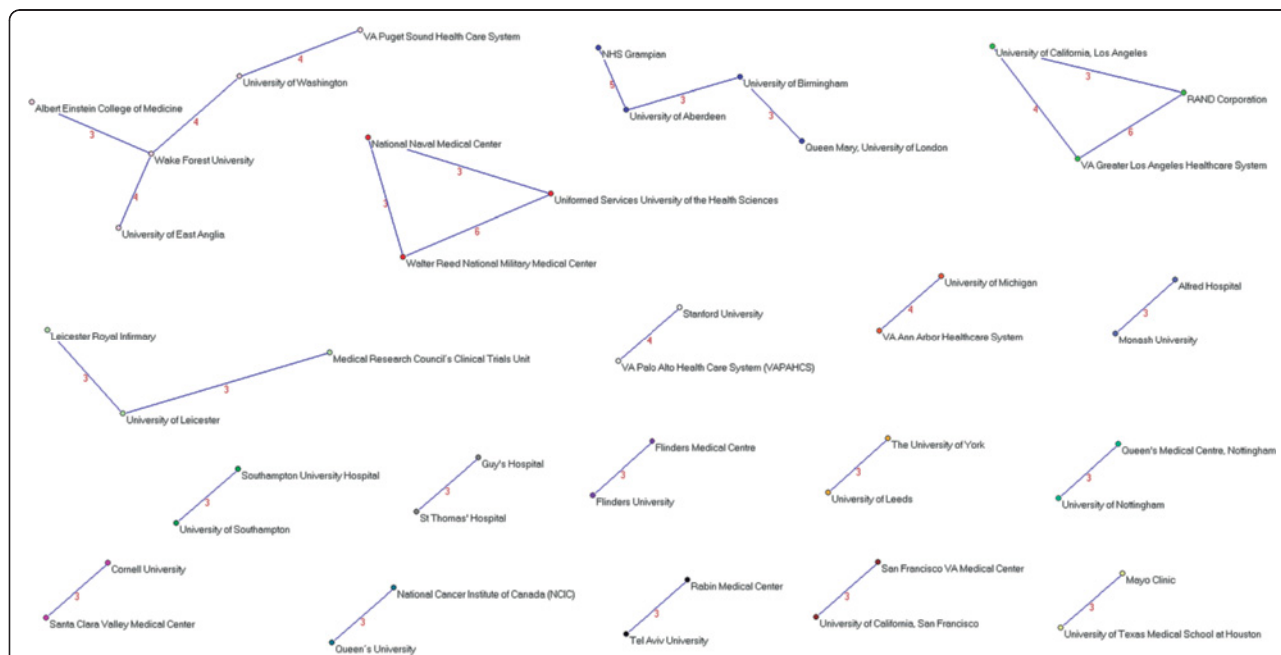 VA Puget Sound Health Care System
4
University of Washington
Albert Einstein College of Medicine
3
4
Wake Forest University
4
University of East Anglia
NHS Grampian
5
University of Aberdeen
3
University of Birmingham
3
Queen Mary, University of London
University of California, Los Angeles
3
4
RAND Corporation
6
VA Greater Los Angeles Healthcare System
National Naval Medical Center
3
3
Uniformed Services University of the Health Sciences
6
Walter Reed National Military Medical Center
Leicester Royal Infirmary
3
Medical Research Council's Clinical Trials Unit
3
University of Leicester
Stanford University
4
VA Palo Alto Health Care System (VAPAHCS)
University of Michigan
4
VA Ann Arbor Healthcare System
Alfred Hospital
3
Monash University
Southampton University Hospital
3
University of Southampton
Guy's Hospital
3
St Thomas' Hospital
Flinders Medical Centre
3
Flinders University
The University of York
3
University of Leeds
Queen's Medical Centre, Nottingham
3
University of Nottingham
Cornell University
3
Santa Clara Valley Medical Center
National Cancer Institute of Canada (NCIC)
3
Queen´s University
Rabin Medical Center
3
Tel Aviv University
San Francisco VA Medical Center
3
University of California, San Francisco
Mayo Clinic
3
University of Texas Medical School at Houston